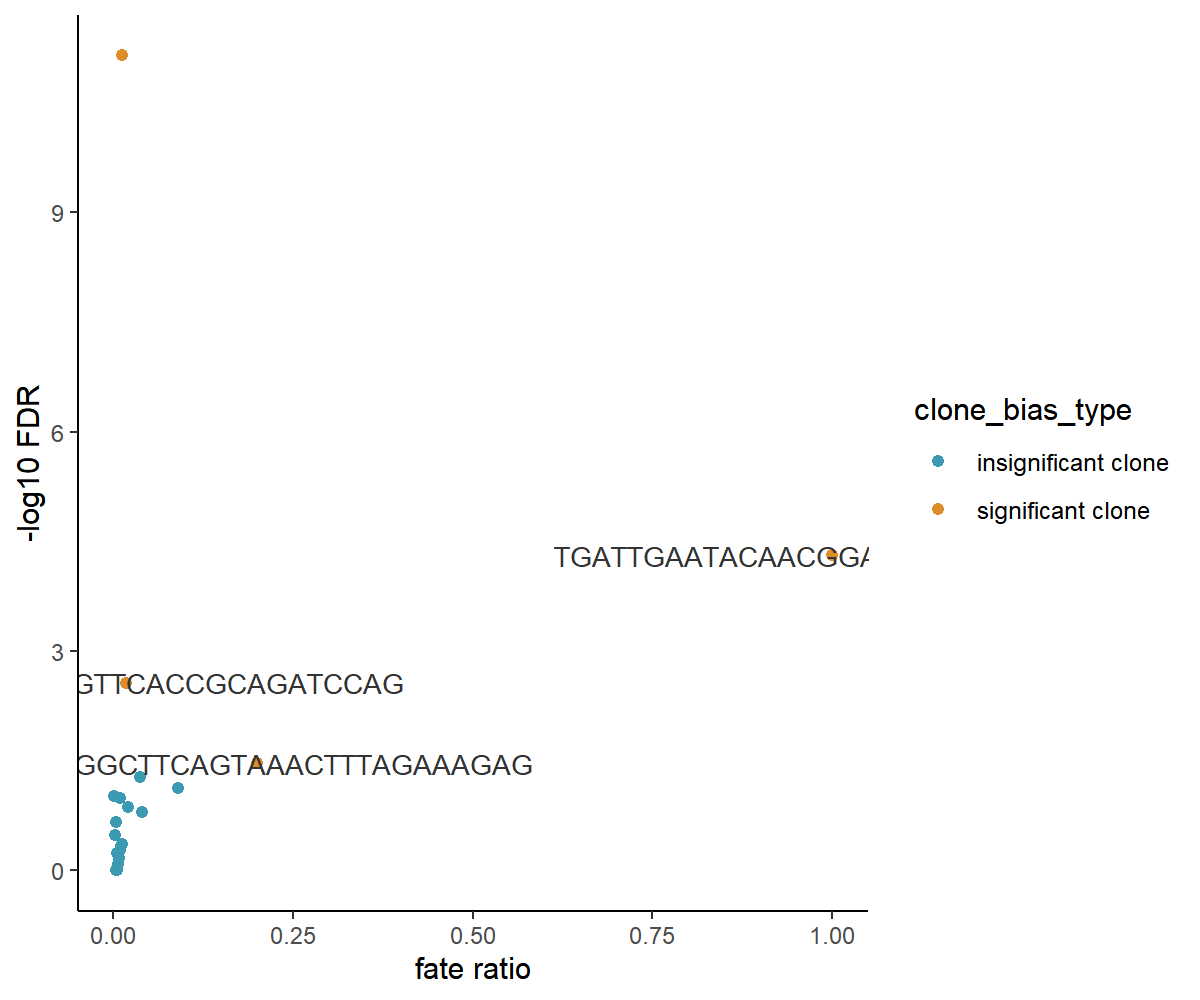 9
6
3
0
-log10 FDR
TGATTGAATACAACGGA
GTTCACCGCAGATCCAG
GGCTTCAGTAAACTTTAGAAAGAG
0.00 0.25 0.50 0.75 1.00
fate ratio
clone_bias_type
insignificant clone
significant clone